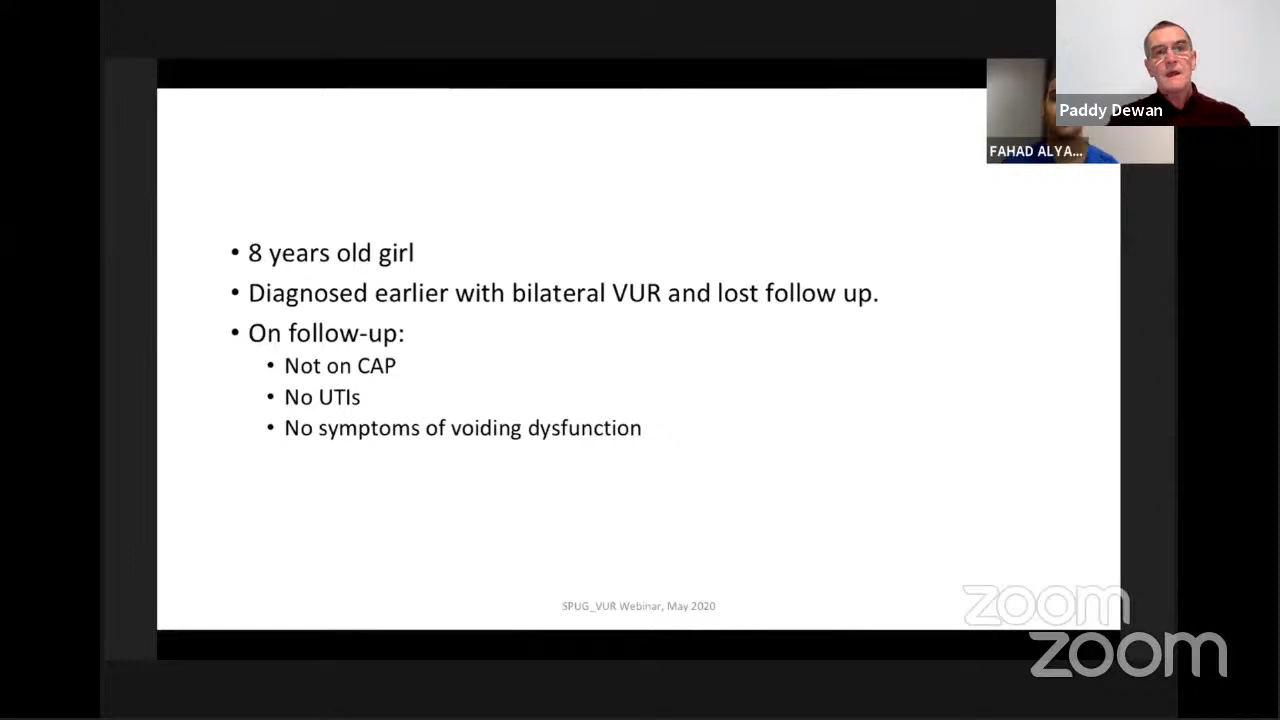 Paddy Dewan
FAHAD ALYA...
• 8 years old girl
• Diagnosed earlier with bilateral VUR and lost follow up.
• On follow-up:
• Not on CAP
• No UTIs
• No symptoms of voiding dysfunction
SPUG_VUR Webinar, May 2020
zoom
zoom